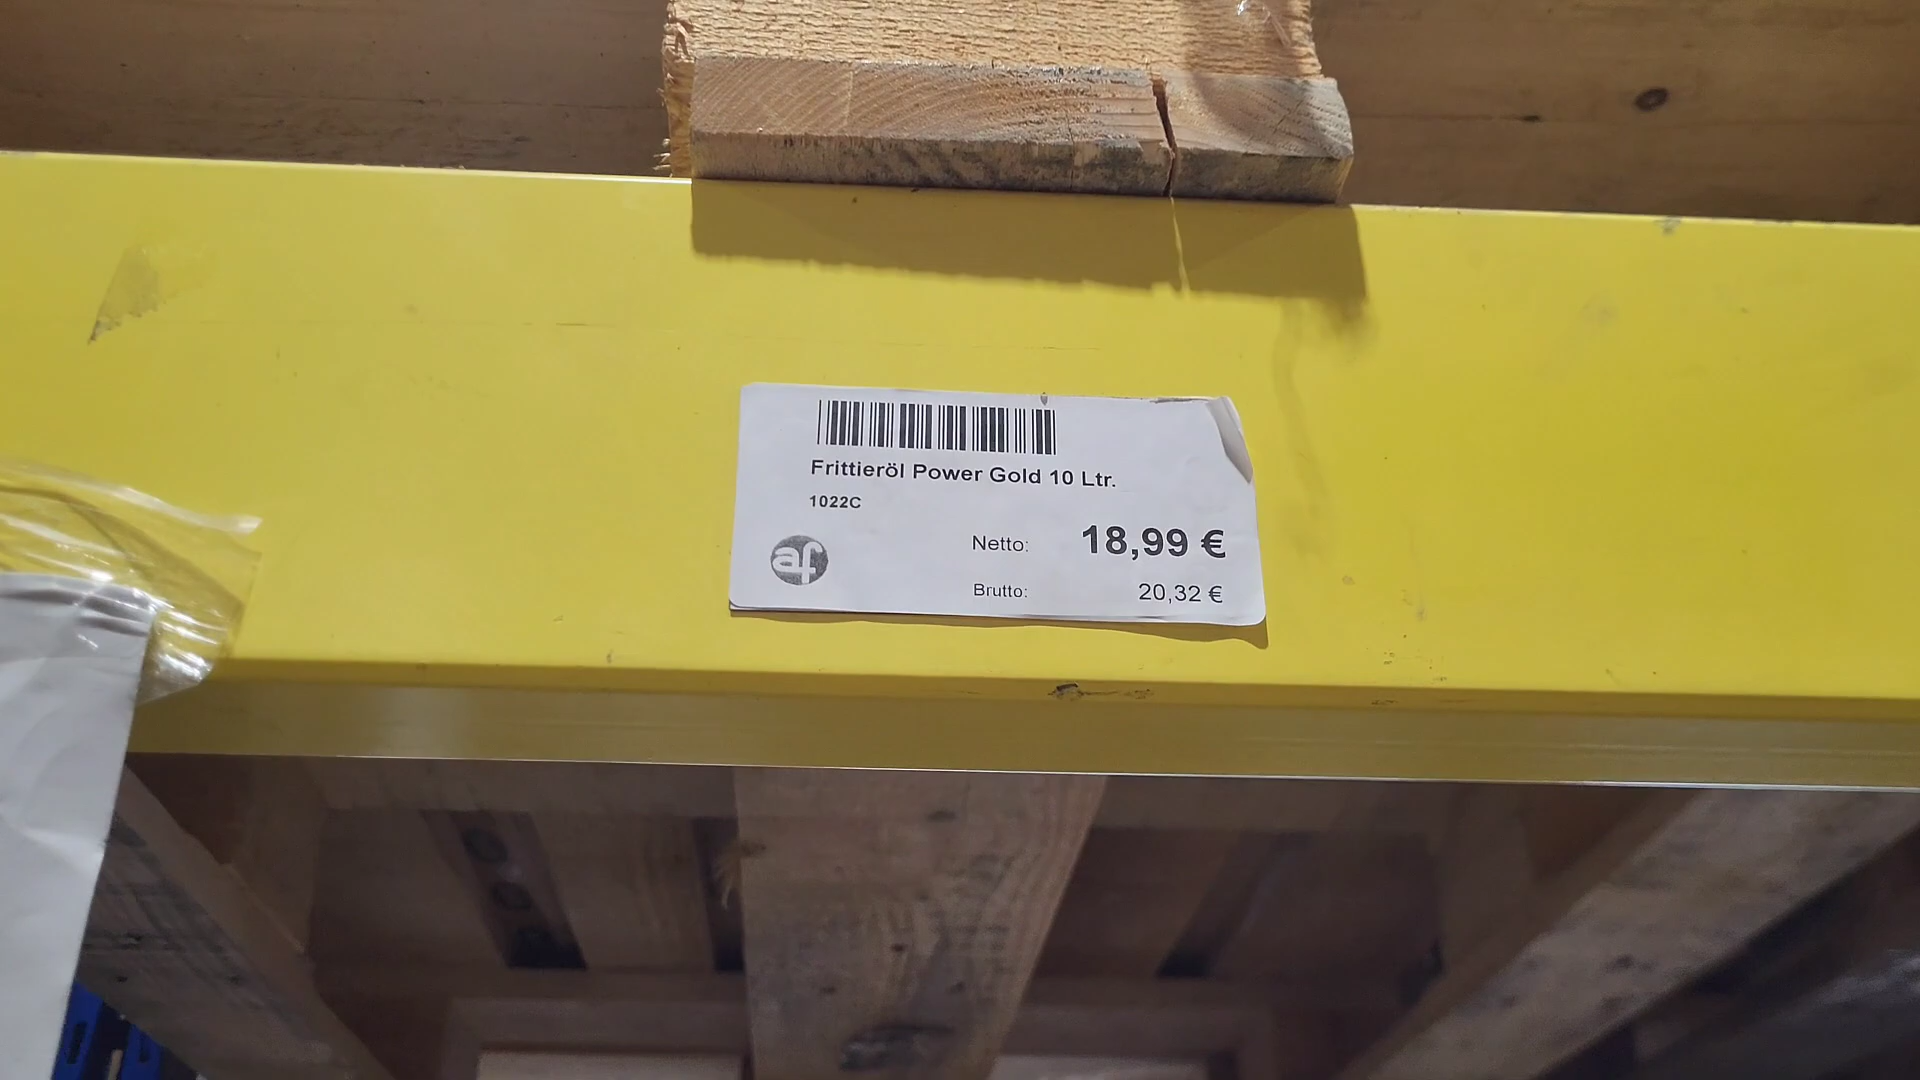 Frittieröl Power Gold 10 Ltr.
1022C
af
Netto: 18,99 €
Brutto: 20,32 €